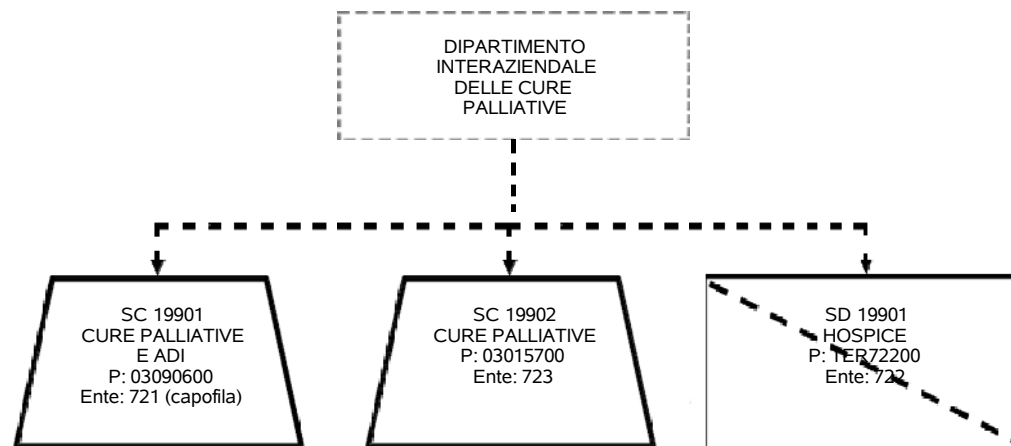 DIPARTIMENTO
INTERAZIENDALE
DELLE CURE
PALLIATIVE
SC 19901
CURE PALLIATIVE
E ADI
P: 03090600
Ente: 721 (capofila)
SC 19902
CURE PALLIATIVE
P: 03015700
Ente: 723
SD 19901
HOSPICE
P: TER72200
Ente: 722